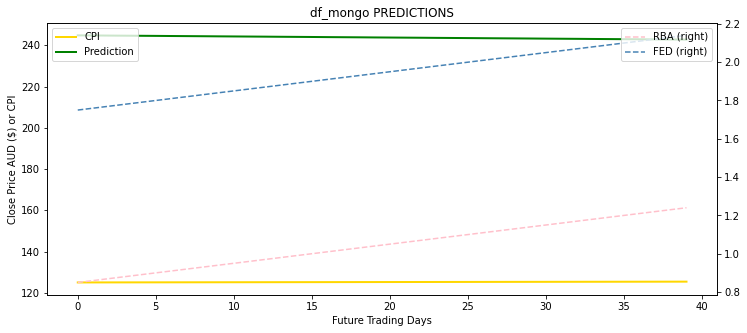 df_mongo PREDICTIONS
CPI
Prediction
RBA (right)
FED (right)
Close Price AUD ($) or CPI
240
220
200
180
160
140
120
2.2
2.0
1.8
1.6
1.4
1.2
1.0
0.8
0 5 10 15 20 25 30 35 40
Future Trading Days